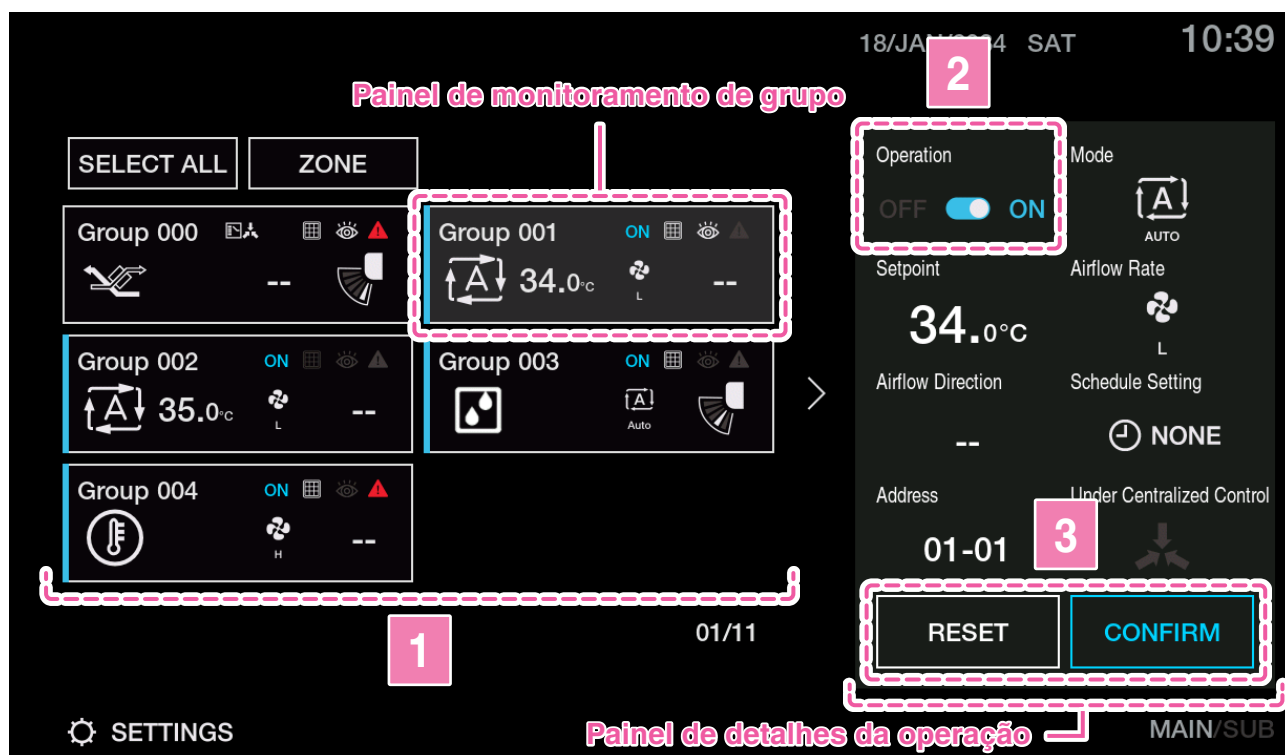 18/JA 4 SAT 10:39
2
Painel de monitoramento de grupo
SELECT ALL ZONE
Group 000
--
Group 001 ON
A 34.0°C L --
Group 002 ON
A 35.0°C L --
Group 003 ON
A Auto
Group 004 ON
H --
Operation
OFF ON
Mode
A
AUTO
Setpoint
34.0°C
Airflow Rate
L
Airflow Direction
--
Schedule Setting
NONE
Address
01-01
Under Centralized Control
3
RESET CONFIRM
1
01/11
SETTINGS
Painel de detalhes da operação
MAIN/SUB